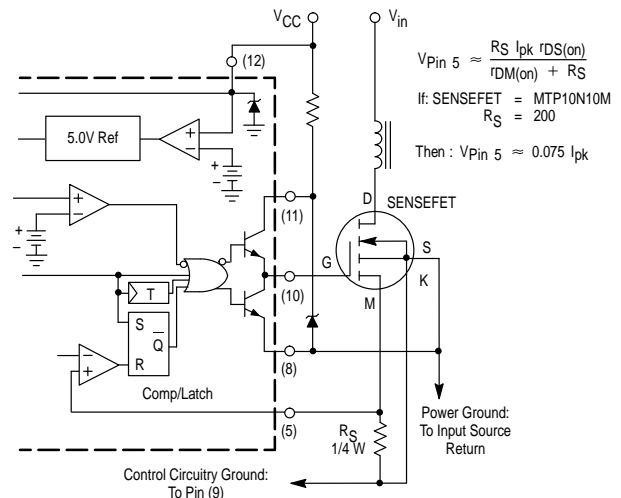 VCC
Vin
(12)
VPin 5 ≈ RS Ipk rDS(on)
rDM(on) + RS
If: SENSEFET = MTP10N10M
RS = 200
Then : VPin 5 ≈ 0.075 Ipk
5.0V Ref
+
–
+
–
D
SENSEFET
(11)
+
–
+
–
G
S
K
M
(10)
T
S
Q
R
(8)
–
+
Comp/Latch
(5)
Power Ground:
To Input Source
Return
RS
1/4 W
Control Circuitry Ground:
To Pin (9)